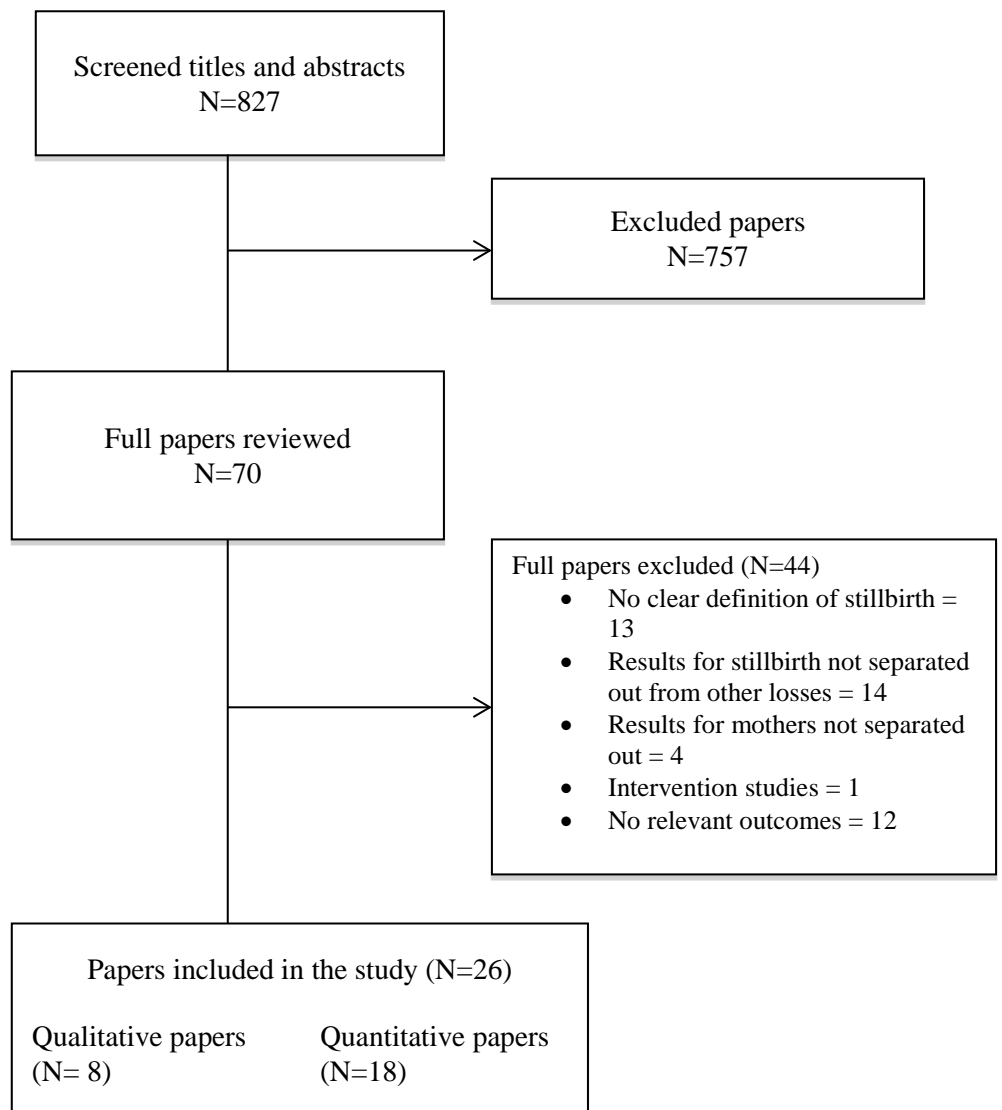 Screened titles and abstracts
N=827
Excluded papers
N=757
Full papers reviewed
N=70
Full papers excluded (N=44)
• No clear definition of stillbirth =
13
• Results for stillbirth not separated
out from other losses = 14
• Results for mothers not separated
out = 4
• Intervention studies = 1
• No relevant outcomes = 12
Papers included in the study (N=26)
Qualitative papers
(N= 8)
Quantitative papers
(N=18)